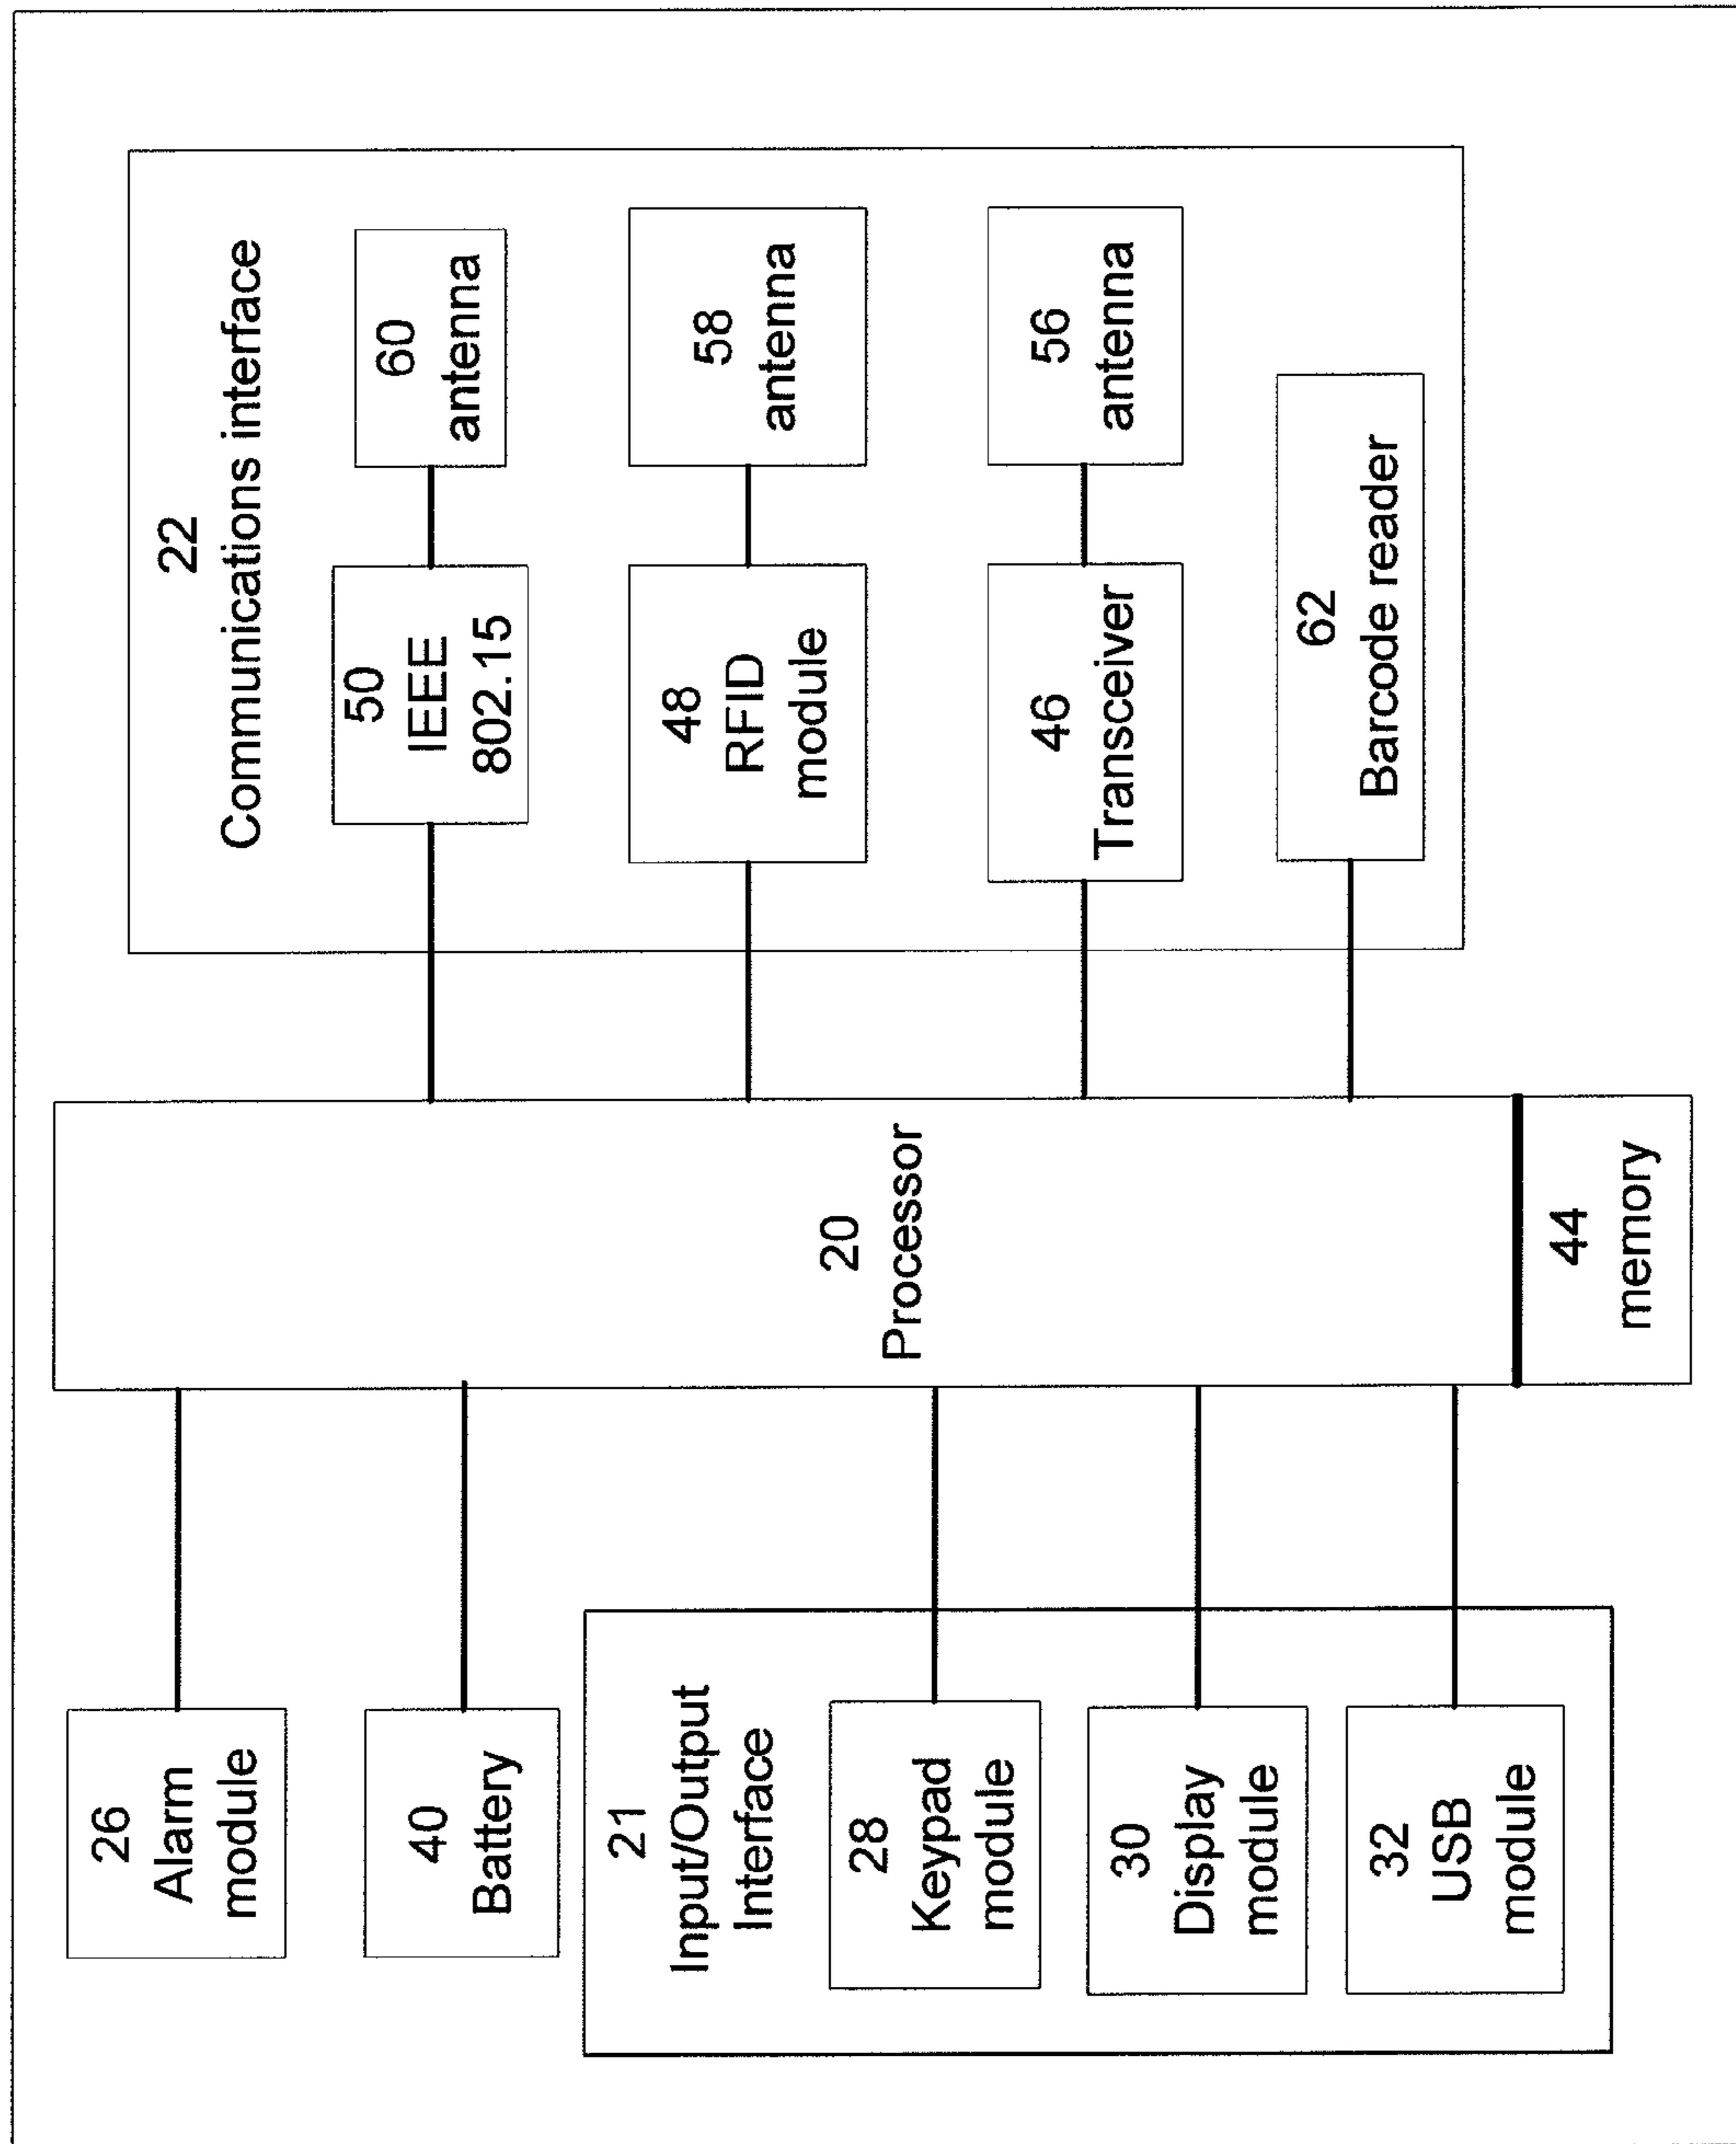 26
Alarm
module
40
Battery
21
Input/Output
Interface
28
Keypad
module
30
Display
module
32
USB
module
20
Processor
44
memory
22
Communications interface
50
IEEE
802.15
60
antenna
48
RFID
module
58
antenna
46
Transceiver
56
antenna
62
Barcode reader